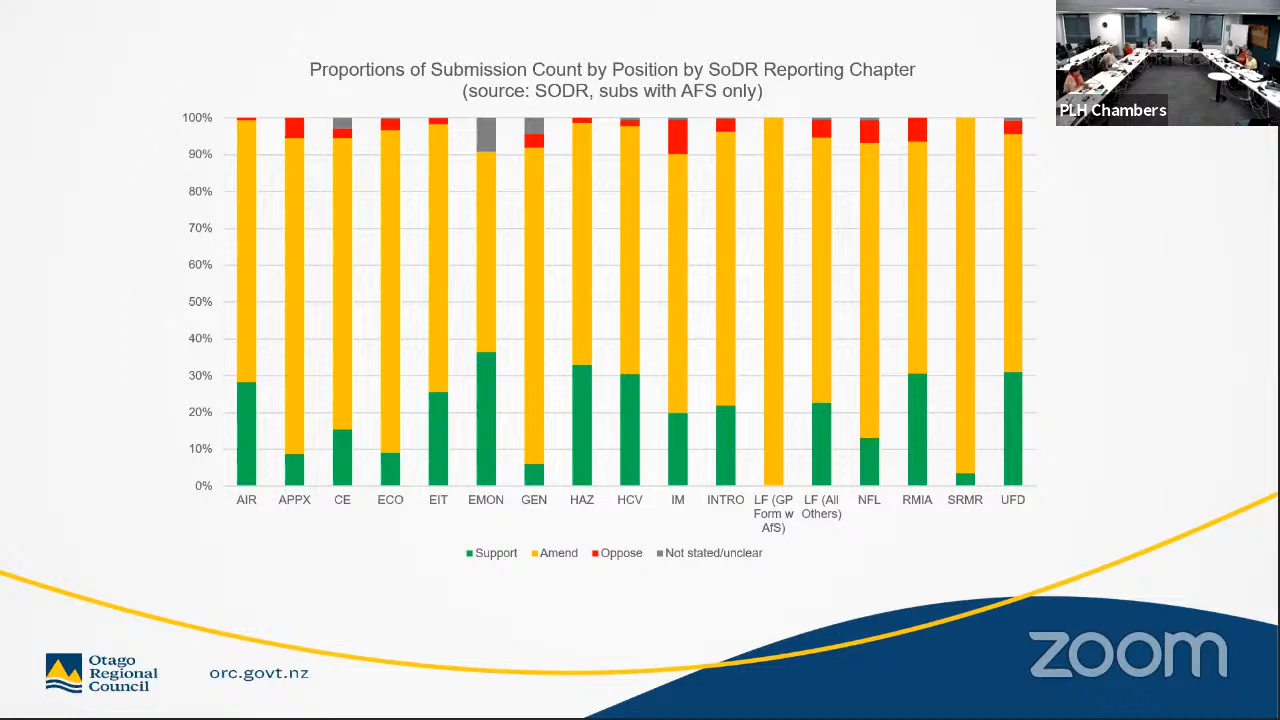 PLH Chambers
Proportions of Submission Count by Position by SoDR Reporting Chapter
(source: SODR, subs with AFS only)
100%
90%
80%
70%
60%
50%
40%
30%
20%
10%
0%
AIR APPX CE ECO EIT EMON GEN HAZ HCV IM INTRO LF (GP Form w AfS) LF (All Others) NFL RMIA SRMR UFD
Support Amend Oppose Not stated/unclear
Otago
Regional
Council
orc.govt.nz
zoom